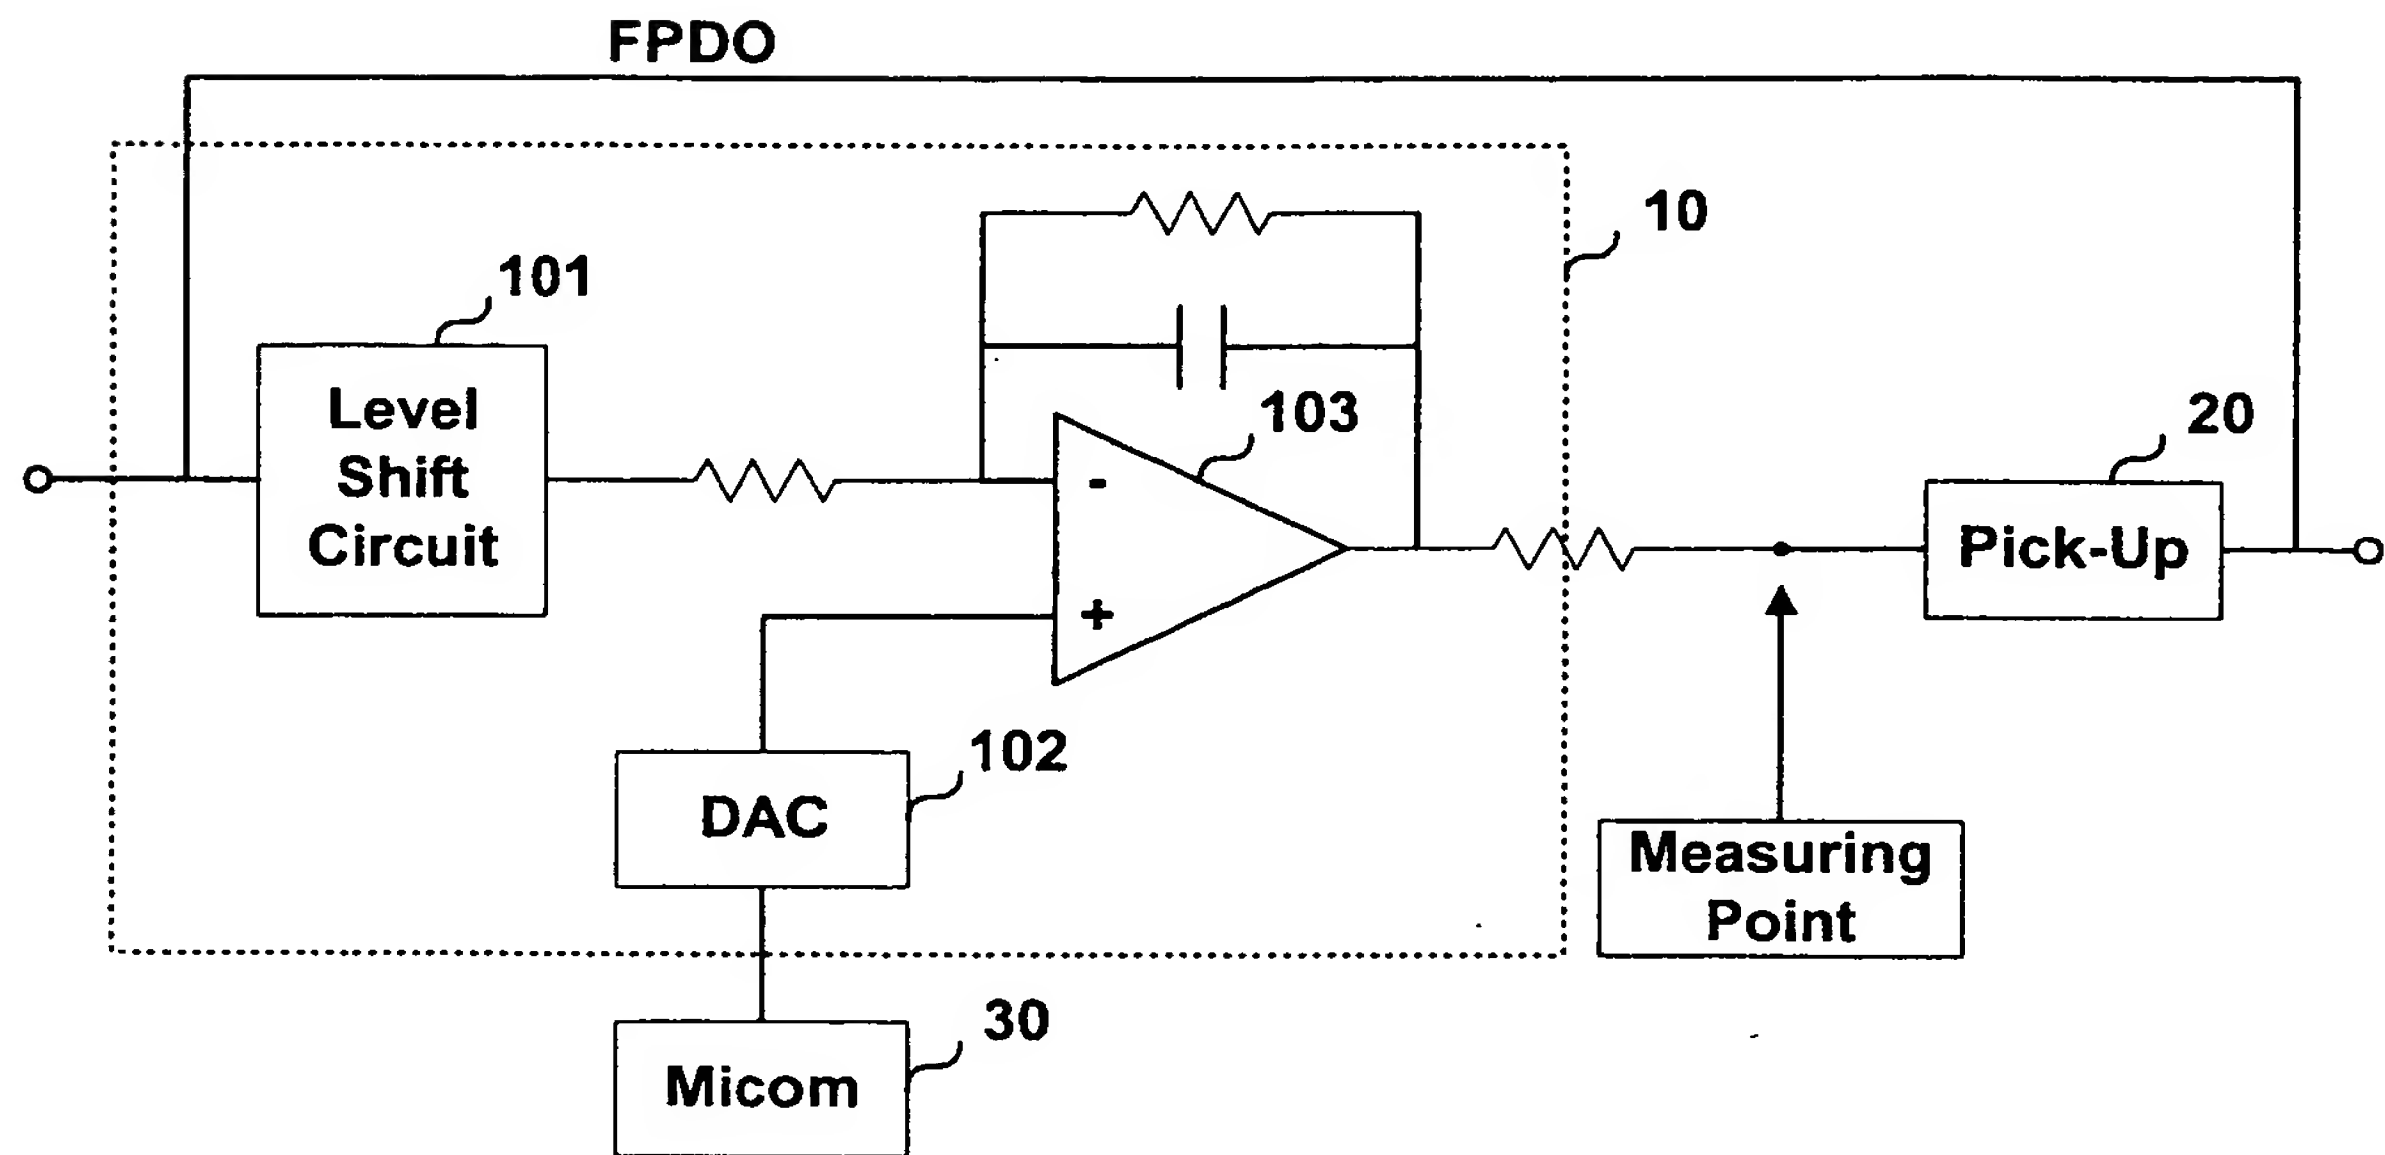 FPDO
10
101
Level
Shift
Circuit
103
-
+
20
Pick-Up
102
DAC
Measuring
Point
30
Micom